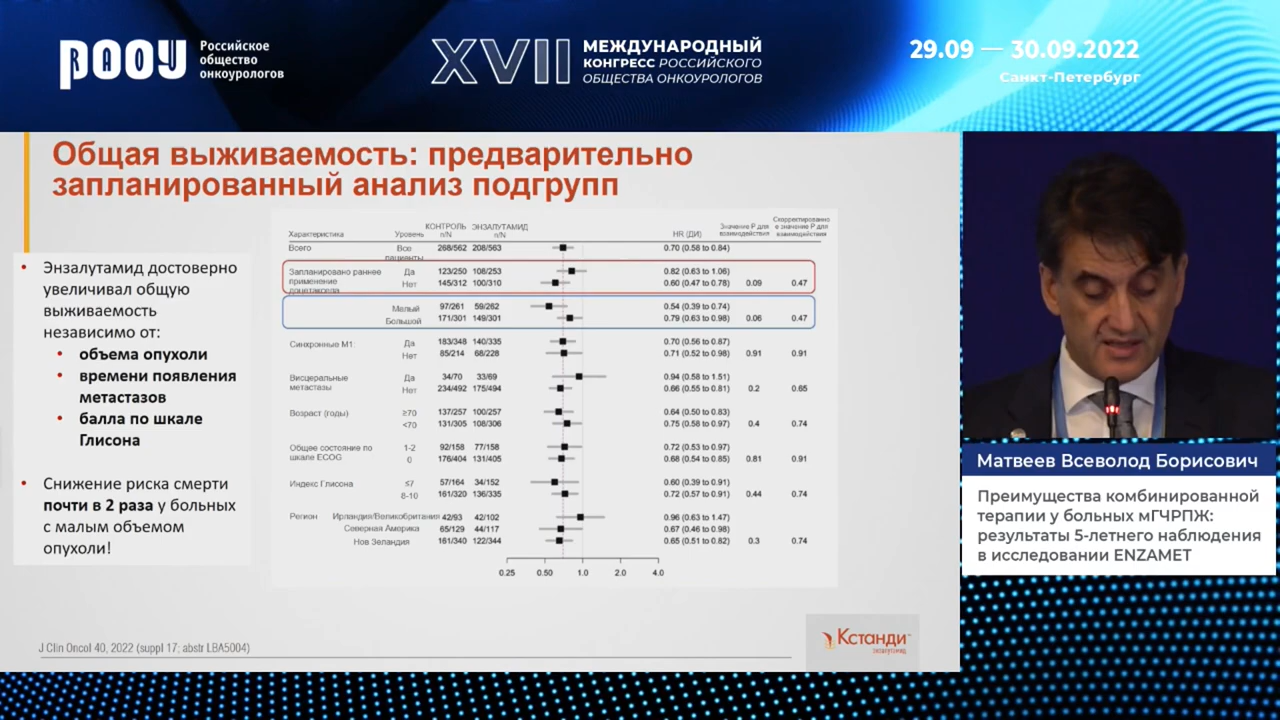 РООУ
RAOU
Российское
общество
онкоурологов
XVII
МЕЖДУНАРОДНЫЙ
КОНГРЕСС РОССИЙСКОГО
ОБЩЕСТВА ОНКОУРОЛОГОВ
29.09 — 30.09.2022
Санкт-Петербург
Общая выживаемость: предварительно
запланированный анализ подгрупп
• Энзалутамид достоверно
увеличивал общую
выживаемость
независимо от:
• объема опухоли
• времени появления
метастазов
• балла по шкале
Глисона
• Снижение риска смерти
почти в 2 раза у больных
с малым объемом
опухоли!
Характеристика Уровень КОНТРОЛЬ n/N ЭНЗАЛУТАМИД n/N HR (ДИ) Значение P для взаимодействия Скорректированно е значение P для взаимодействия
Всего Все пациенты 268/562 208/563 0.70 (0.58 to 0.84)
Запланировано раннее Да 123/250 108/253 0.82 (0.63 to 1.06)
применение Нет 145/312 100/310 0.60 (0.47 to 0.78) 0.09 0.47
доцетаксела
Малый 97/261 59/262 0.54 (0.39 to 0.74)
Большой 171/301 149/301 0.79 (0.63 to 0.98) 0.06 0.47
Синхронные М1: Да 183/348 140/335 0.70 (0.56 to 0.87)
Нет 85/214 68/228 0.71 (0.52 to 0.98) 0.91 0.91
Висцеральные Да 34/70 33/69 0.94 (0.58 to 1.51)
метастазы Нет 234/492 175/494 0.66 (0.55 to 0.81) 0.2 0.65
Возраст (годы) ≥70 137/257 100/257 0.64 (0.50 to 0.83)
<70 131/305 108/306 0.75 (0.58 to 0.97) 0.4 0.74
Общее состояние по 1-2 92/158 77/158 0.72 (0.53 to 0.97)
шкале ECOG 0 176/404 131/405 0.68 (0.54 to 0.85) 0.81 0.91
Индекс Глисона ≤7 57/164 34/152 0.60 (0.39 to 0.91)
8-10 161/320 136/335 0.72 (0.57 to 0.91) 0.44 0.74
Регион Ирландия/Великобритания 42/93 42/102 0.96 (0.63 to 1.47)
Северная Америка 65/129 44/117 0.67 (0.46 to 0.98)
Нов Зеландия 161/340 122/344 0.65 (0.51 to 0.82) 0.3 0.74
0.25 0.50 1.0 2.0 4.0
J Clin Oncol 40, 2022 (suppl 17; abstr LBA5004)
Кстанди™
энзалутамид
Матвеев Всеволод Борисович
Преимущества комбинированной
терапии у больных мГЧРПЖ:
результаты 5-летнего наблюдения
в исследовании ENZAMET